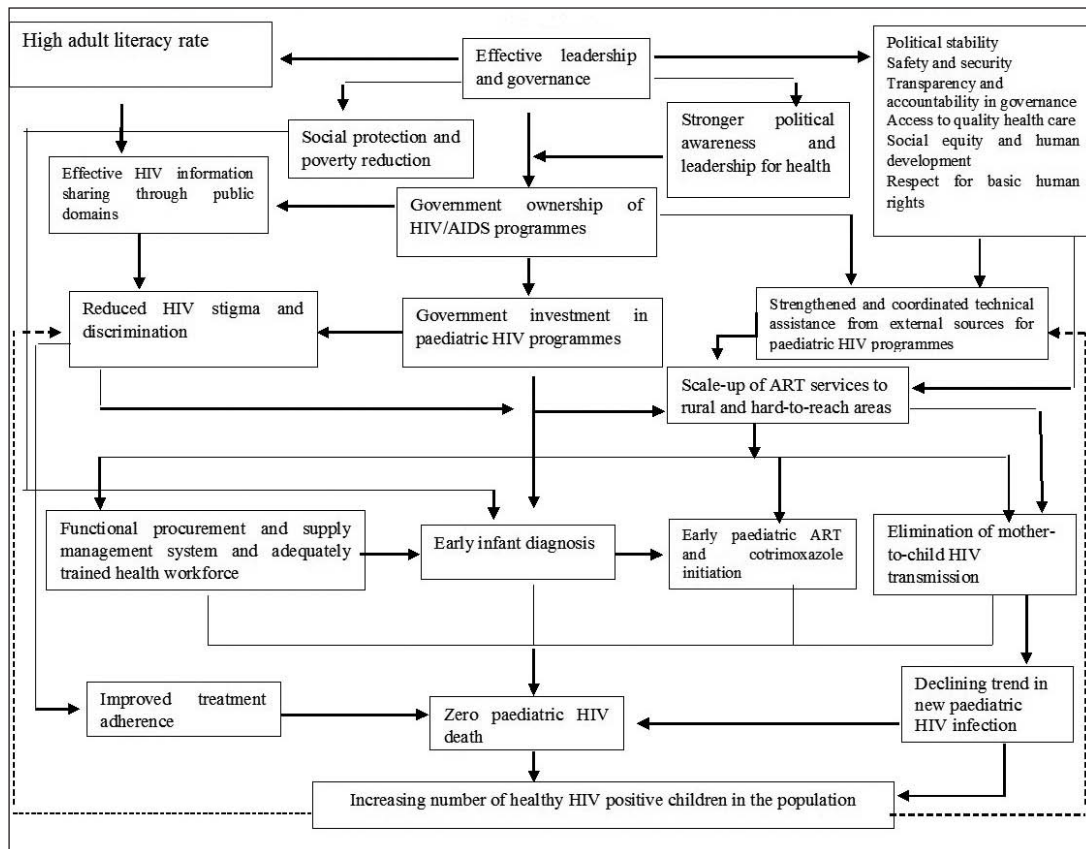 High adult literacy rate
Effective leadership
and governance
Political stability
Safety and security
Transparency and
accountability in governance
Access to quality health care
Social equity and human
development
Respect for basic human
rights
Social protection and
poverty reduction
Stronger political
awareness and
leadership for health
Effective HIV information
sharing through public
domains
Government ownership of
HIV/AIDS programmes
Reduced HIV stigma and
discrimination
Government investment in
paediatric HIV programmes
Strengthened and coordinated technical
assistance from external sources for
paediatric HIV programmes
Scale-up of ART services to
rural and hard-to-reach areas
Functional procurement and supply
management system and adequately
trained health workforce
Early infant diagnosis
Early paediatric ART
and cotrimoxazole
initiation
Elimination of mother-
to-child HIV
transmission
Improved treatment
adherence
Zero paediatric HIV
death
Declining trend in
new paediatric
HIV infection
Increasing number of healthy HIV positive children in the population